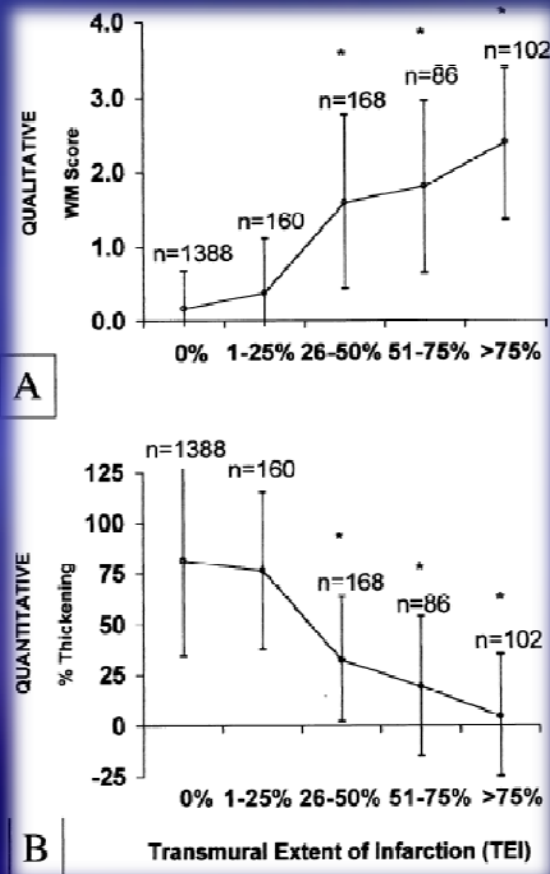 QUALITATIVE
WM Score
4.0
3.0
2.0
1.0
0.0
*
*
*
n=1388
n=160
n=168
n=86
n=102
0% 1-25% 26-50% 51-75% >75%
A
QUANTITATIVE
% Thickening
125
100
75
50
25
0
-25
n=1388
n=160
*
n=168
*
n=86
*
n=102
0% 1-25% 26-50% 51-75% >75%
B
Transmural Extent of Infarction (TEI)